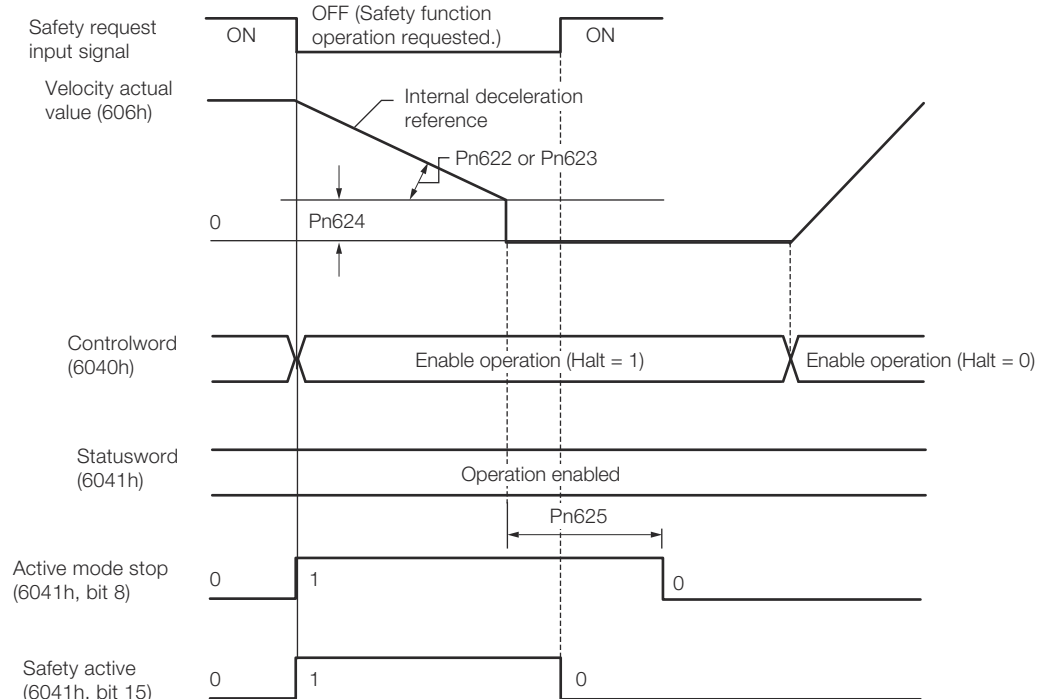 Safety request
input signal
ON
OFF (Safety function
operation requested.)
ON
Velocity actual
value (606h)
Internal deceleration
reference
Pn622 or Pn623
0
Pn624
Controlword
(6040h)
Enable operation (Halt = 1)
Enable operation (Halt = 0)
Statusword
(6041h)
Operation enabled
Pn625
Active mode stop
(6041h, bit 8)
0
1
0
Safety active
(6041h, bit 15)
0
1
0